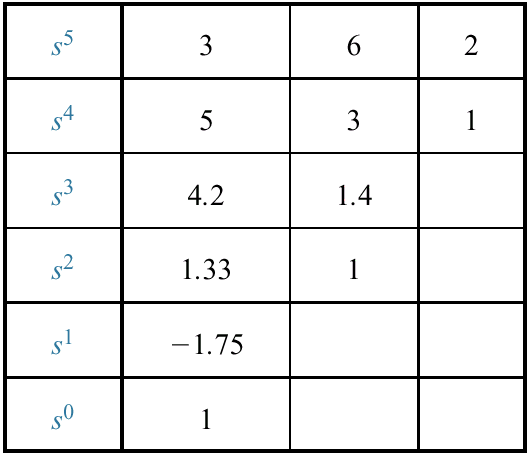 s⁵ 3 6 2
s⁴ 5 3 1
s³ 4.2 1.4
s² 1.33 1
s¹ −1.75
s⁰ 1